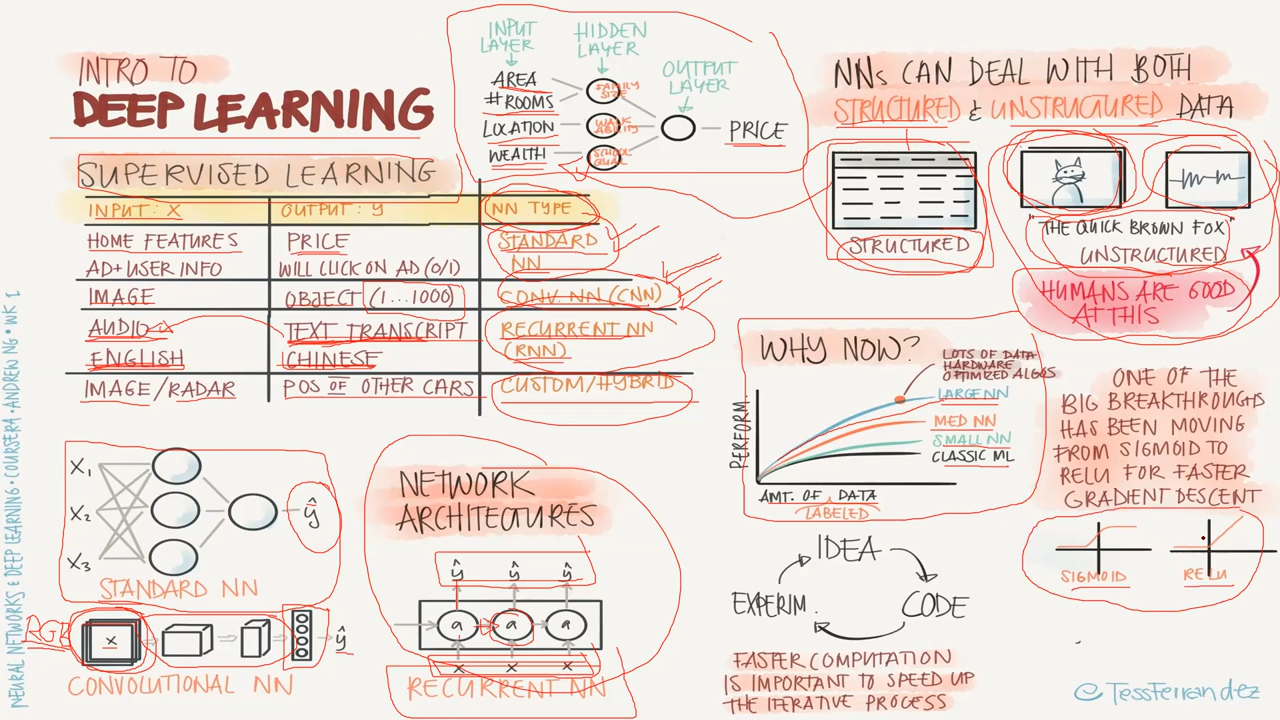 INTRO TO
DEEP LEARNING
SUPERVISED LEARNING
INPUT: X OUTPUT: Y NN TYPE
HOME FEATURES PRICE STANDARD
AD+USER INFO WILL CLICK ON AD (0/1) NN
IMAGE OBJECT (1...1000) CONV. NN (CNN)
AUDIO TEXT TRANSCRIPT RECURRENT NN
ENGLISH CHINESE (RNN)
IMAGE/RADAR POS OF OTHER CARS CUSTOM/HYBRID
INPUT LAYER
HIDDEN LAYER
OUTPUT LAYER
AREA
# ROOMS
LOCATION
WEALTH
FAMILY SIZE
WALK ABILITY
SCHOOL QUAL
PRICE
NNs CAN DEAL WITH BOTH
STRUCTURED & UNSTRUCTURED DATA
STRUCTURED
"THE QUICK BROWN FOX"
UNSTRUCTURED
HUMANS ARE GOOD
AT THIS
WHY NOW?
LOTS OF DATA
HARDWARE
OPTIMIZED ALGOS
LARGE NN
MED NN
SMALL NN
CLASSIC ML
PERFORM.
AMT. OF DATA
LABELED
ONE OF THE
BIG BREAKTHROUGHS
HAS BEEN MOVING
FROM SIGMOID TO
RELU FOR FASTER
GRADIENT DESCENT
SIGMOID RELU
X1
X2
X3
ŷ
STANDARD NN
RGB
X
ŷ
CONVOLUTIONAL NN
NETWORK
ARCHITECTURES
ŷ ŷ ŷ
a a a
x x x
RECURRENT NN
IDEA
EXPERIM.
CODE
FASTER COMPUTATION
IS IMPORTANT TO SPEED UP
THE ITERATIVE PROCESS
NEURAL NETWORKS & DEEP LEARNING • COURSERA • ANDREW NG • WK 1
@TESSFERRANDEZ